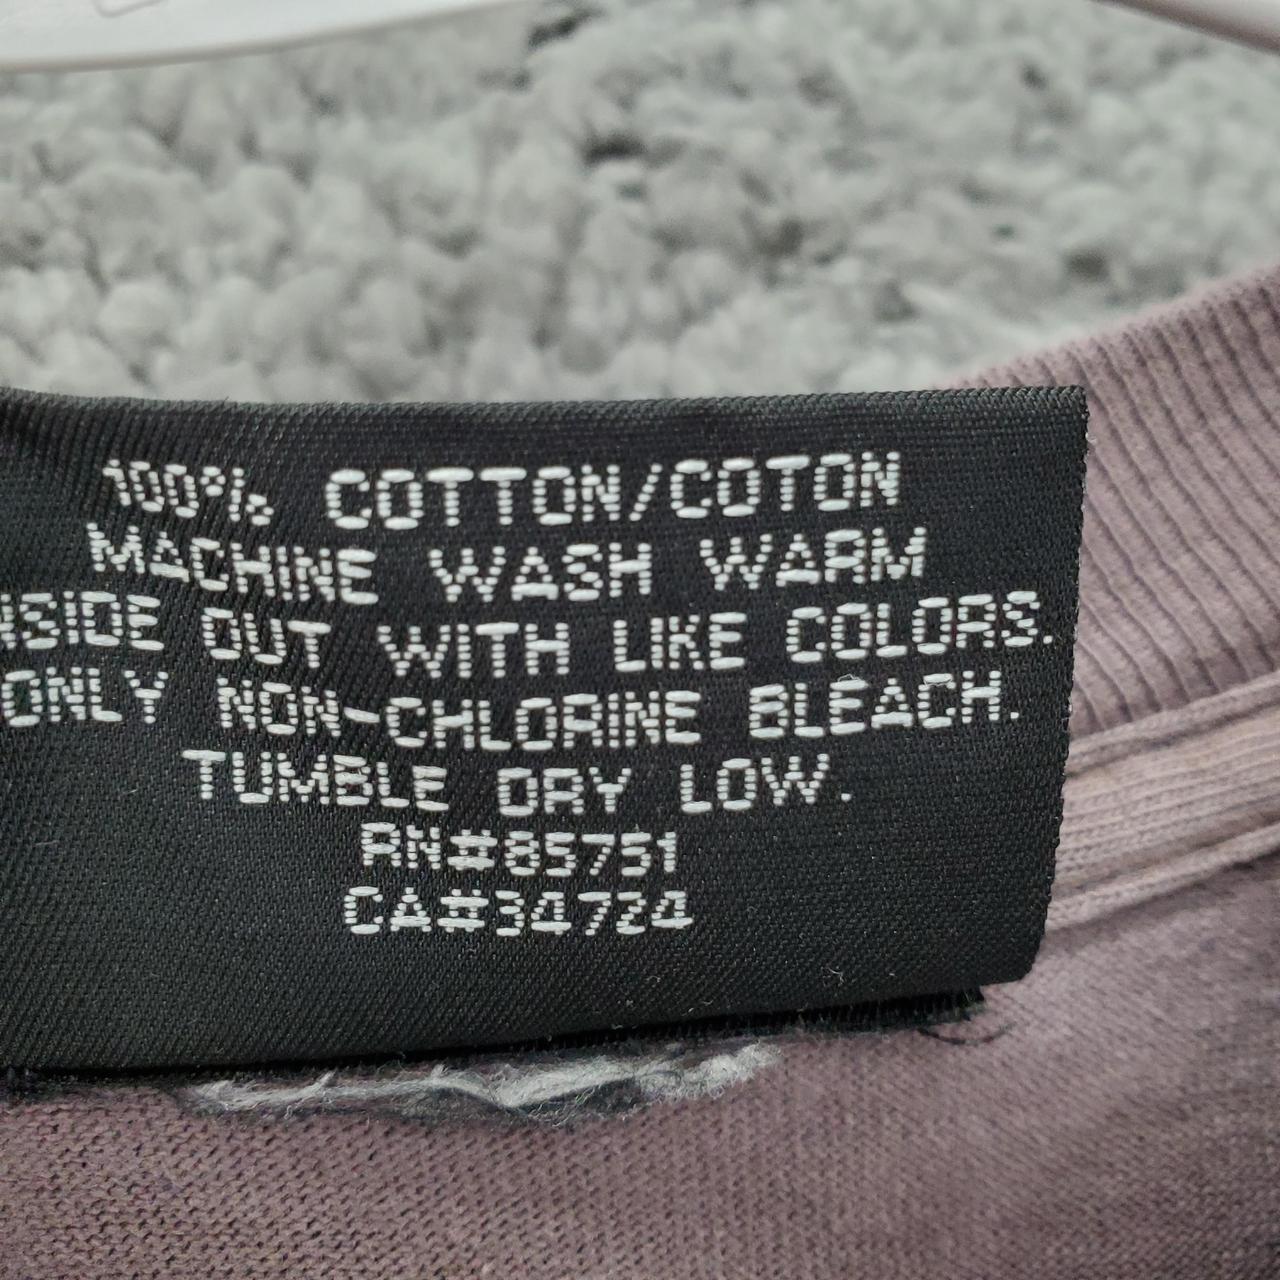 100% COTTON/COTON
MACHINE WASH WARM
NSIDE OUT WITH LIKE COLORS.
ONLY NON-CHLORINE BLEACH.
TUMBLE DRY LOW.
RN#85751
CA#34724